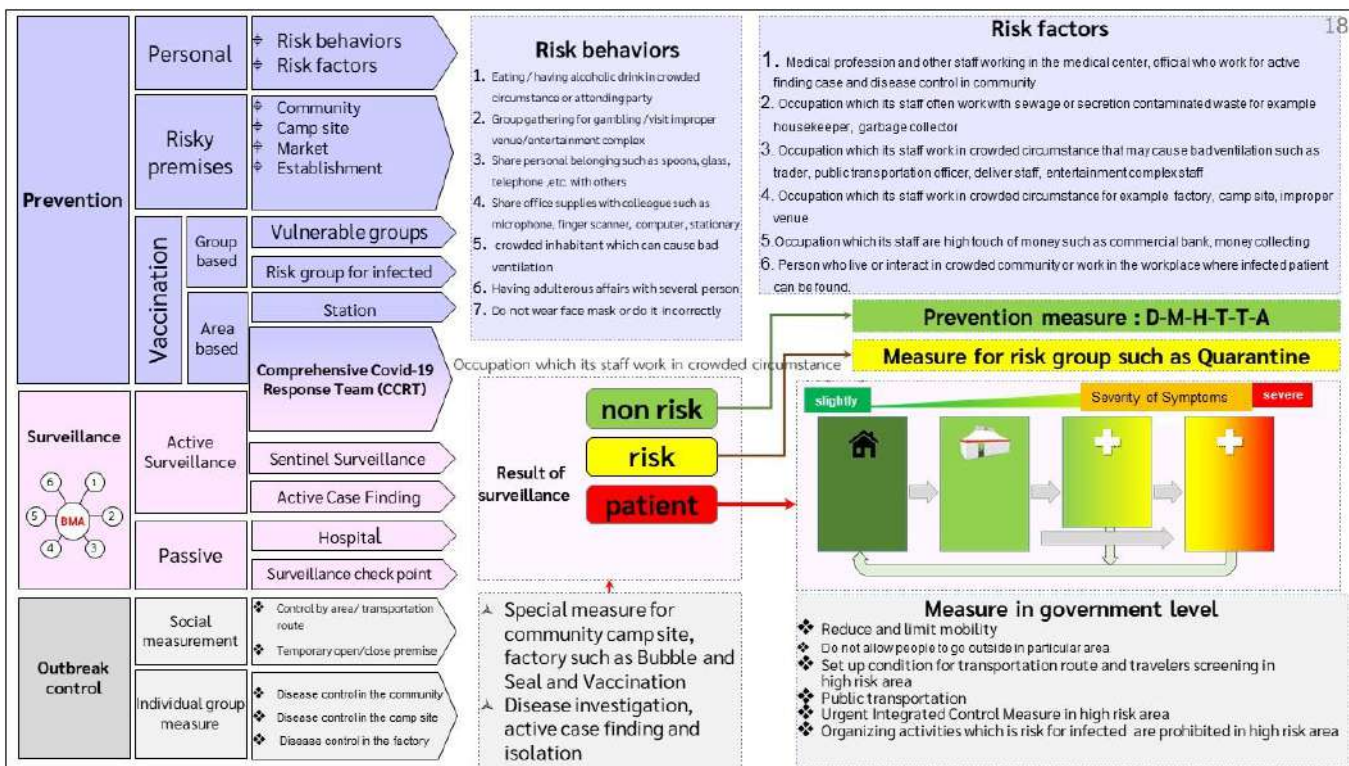 18
Prevention
Personal
Risk behaviors
Risk factors
Risky
premises
Community
Camp site
Market
Establishment
Vaccination
Group
based
Vulnerable groups
Risk group for infected
Area
based
Station
Comprehensive Covid-19
Response Team (CCRT)
Surveillance
6 1
5 BMA 2
4 3
Active
Surveillance
Sentinel Surveillance
Active Case Finding
Passive
Hospital
Surveillance check point
Outbreak
control
Social
measurement
Control by area/ transportation
route
Temporary open/close premise
Individual group
measure
Disease control in the community
Disease control in the camp site
Disease control in the factory
Risk behaviors
1. Eating / having alcoholic drink in crowded
circumstance or attending party
2. Group gathering for gambling /visit improper
venue/entertainment complex
3. Share personal belonging such as spoons, glass,
telephone ,etc. with others
4. Share office supplies with colleague such as
microphone, finger scanner, computer, stationary
5. crowded inhabitant which can cause bad
ventilation
6. Having adulterous affairs with several person
7. Do not wear face mask or do it incorrectly
Risk factors
1. Medical profession and other staff working in the medical center, official who work for active
finding case and disease control in community
2. Occupation which its staff often work with sewage or secretion contaminated waste for example
housekeeper, garbage collector
3. Occupation which its staff work in crowded circumstance that may cause bad ventilation such as
trader, public transportation officer, deliver staff, entertainment complex staff
4. Occupation which its staff work in crowded circumstance for example factory, camp site, improper
venue
5. Occupation which its staff are high touch of money such as commercial bank, money collecting
6. Person who live or interact in crowded community or work in the workplace where infected patient
can be found.
Occupation which its staff work in crowded circumstance
Prevention measure : D-M-H-T-T-A
Measure for risk group such as Quarantine
Result of
surveillance
non risk
risk
patient
slightly
Severity of Symptoms
severe
Special measure for
community camp site,
factory such as Bubble and
Seal and Vaccination
Disease investigation,
active case finding and
isolation
Measure in government level
Reduce and limit mobility
Do not allow people to go outside in particular area
Set up condition for transportation route and travelers screening in
high risk area
Public transportation
Urgent Integrated Control Measure in high risk area
Organizing activities which is risk for infected are prohibited in high risk area